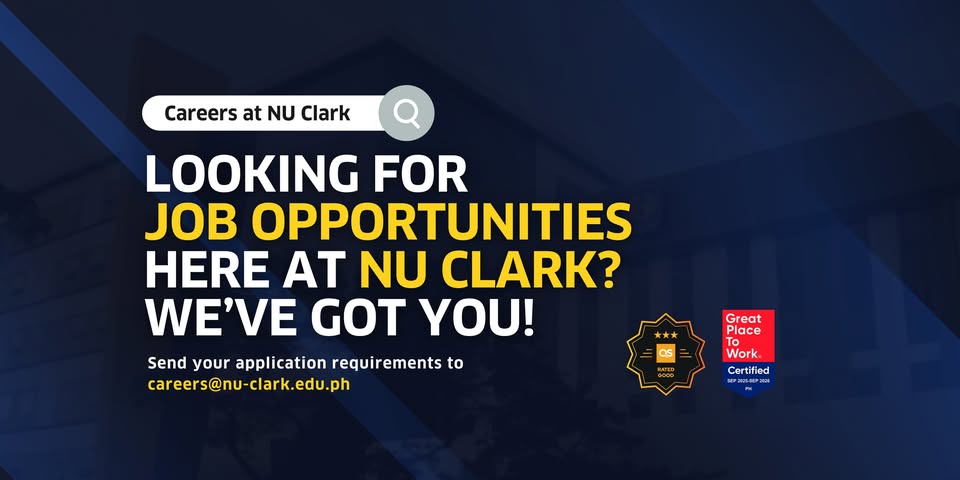 Careers at NU Clark
LOOKING FOR
JOB OPPORTUNITIES
HERE AT NU CLARK?
WE'VE GOT YOU!
Send your application requirements to
careers@nu-clark.edu.ph
QS
RATED
GOOD
Great
Place
To
Work®
Certified
SEP 2025-SEP 2026
PH